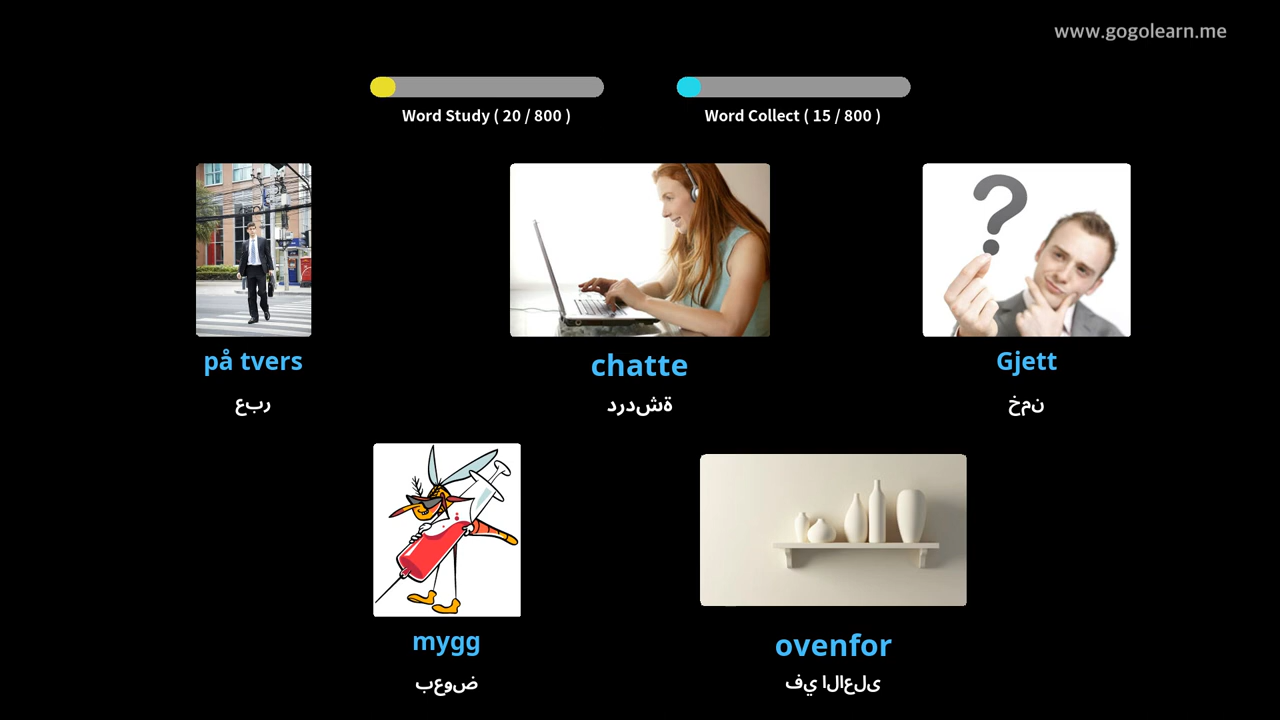 www.gogolearn.me
Word Study ( 20 / 800 )
Word Collect ( 15 / 800 )
på tvers
عبر
chatte
دردشة
Gjett
خمن
mygg
بعوض
ovenfor
في الاعلى